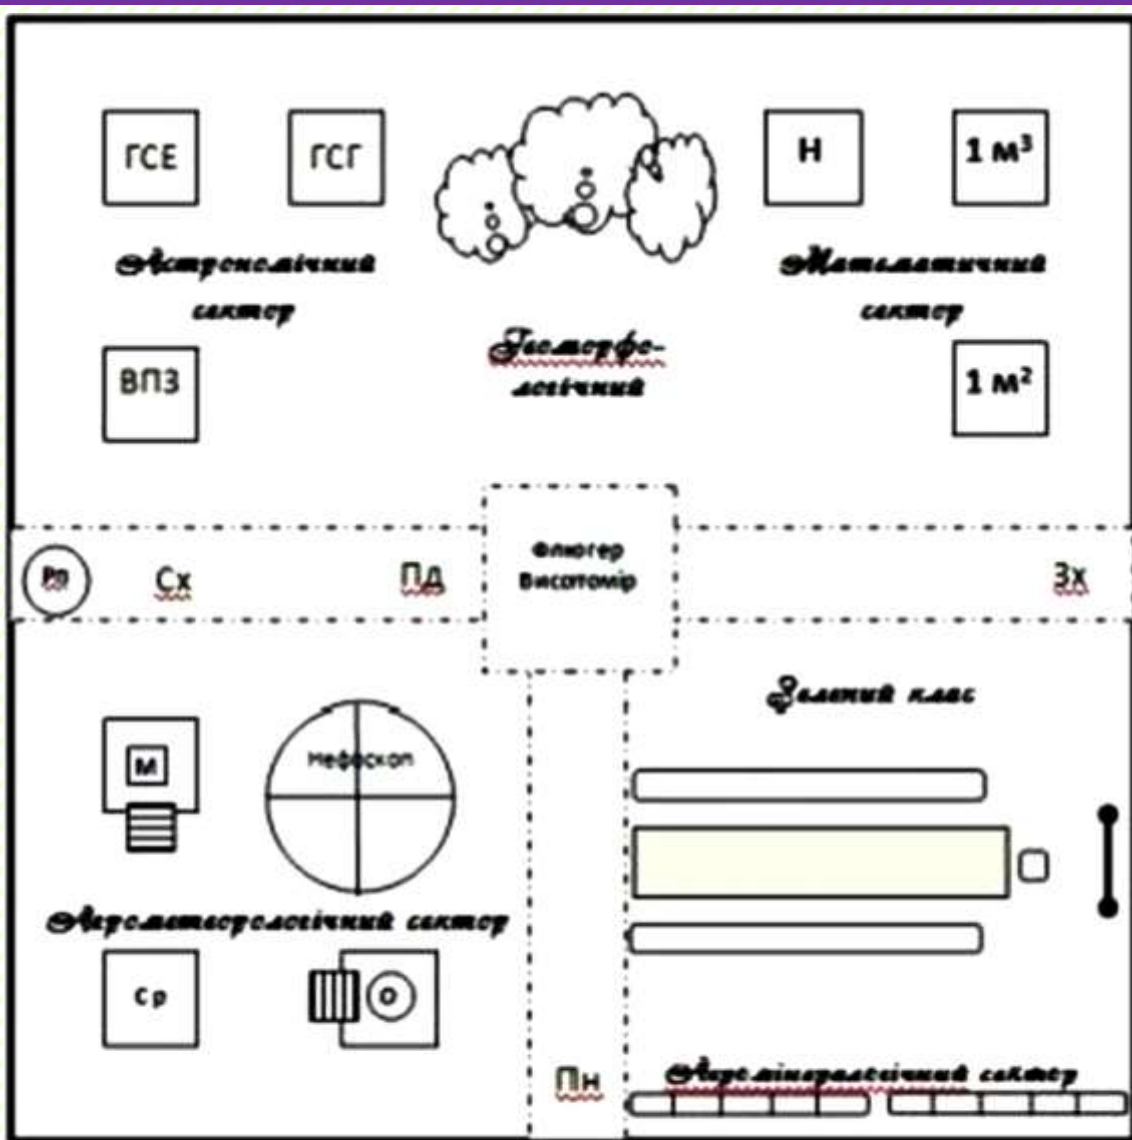 ГСЕ
ГСГ
Н
1 м³
Астрономічний
сектор
Математичний
сектор
Геоморфо-
логічний
ВПЗ
1 м²
Флюгер
Висотомір
Рп
Сх
Пд
Зх
Зелений клас
М
Нефоскоп
Агрометеорологічний сектор
Ср
О
Пн
Агромінералогічний сектор